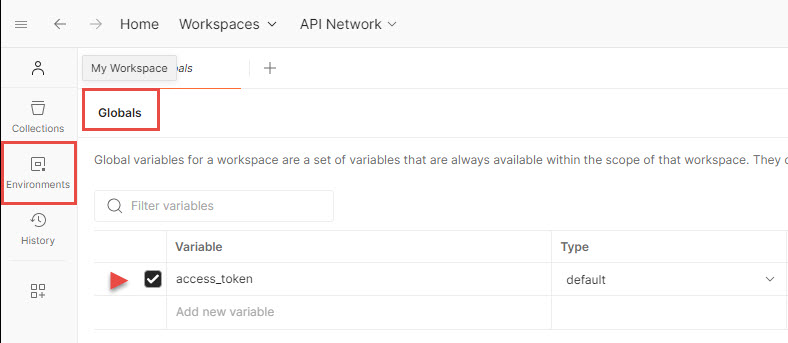 Home Workspaces API Network
My Workspace
Globals
Collections
Global variables for a workspace are a set of variables that are always available within the scope of that workspace. They
Environments
Filter variables
History
Variable Type
access_token default
Add new variable